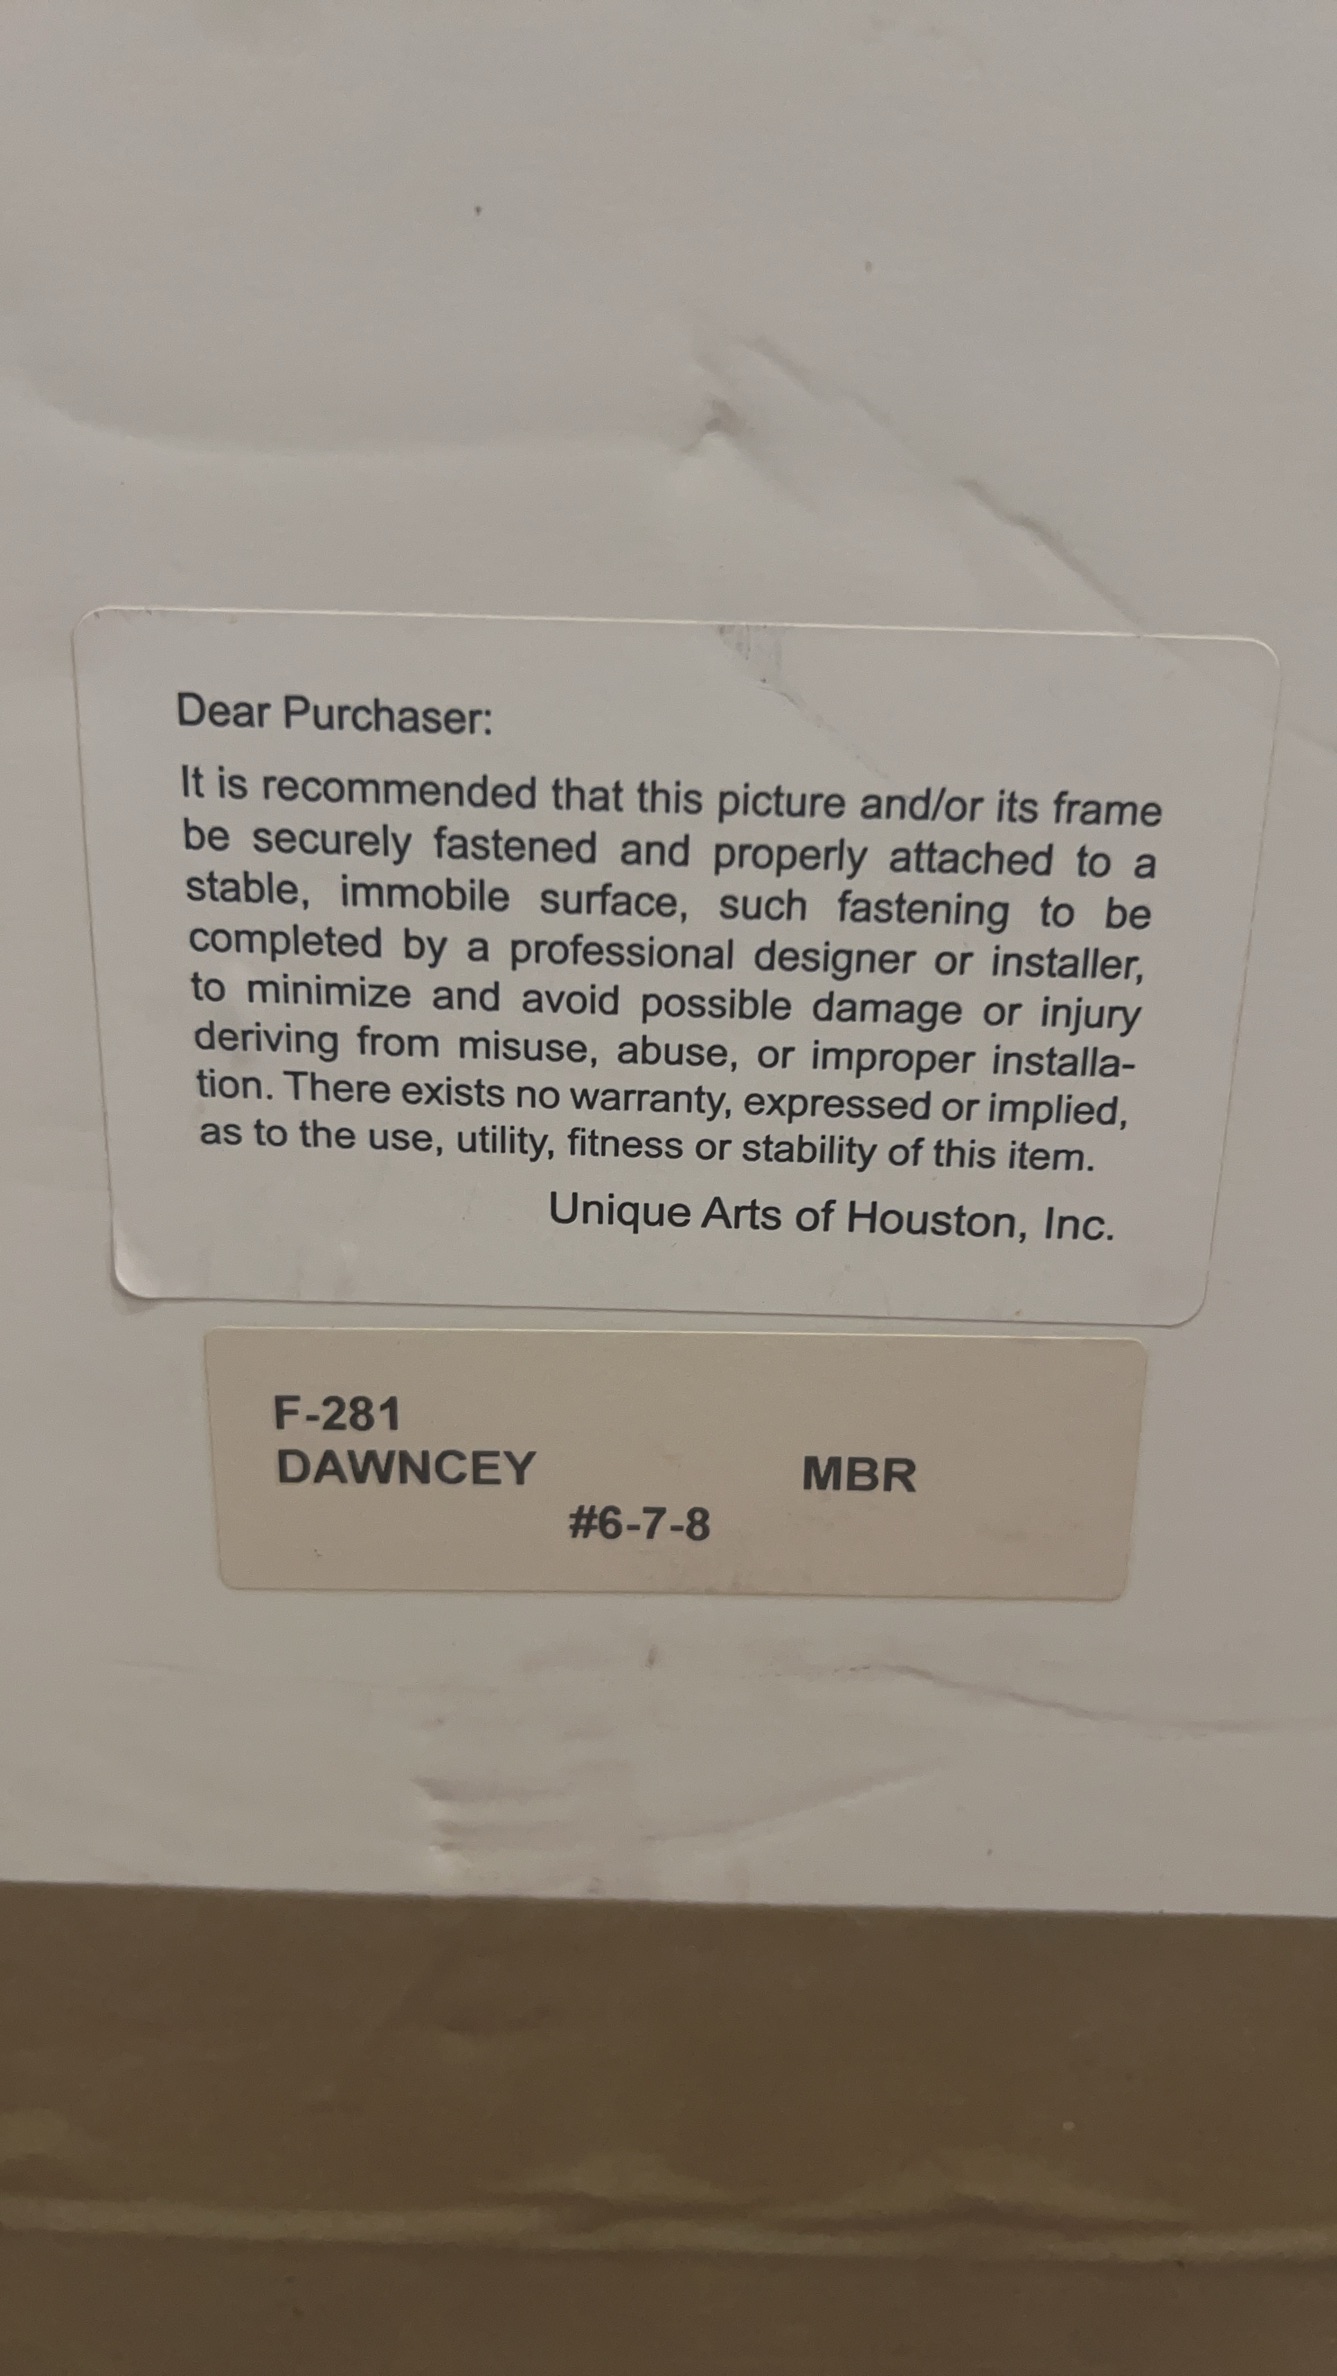 Dear Purchaser:
It is recommended that this picture and/or its frame
be securely fastened and properly attached to a
stable, immobile surface, such fastening to be
completed by a professional designer or installer,
to minimize and avoid possible damage or injury
deriving from misuse, abuse, or improper installa-
tion. There exists no warranty, expressed or implied,
as to the use, utility, fitness or stability of this item.
Unique Arts of Houston, Inc.
F-281
DAWNCEY MBR
#6-7-8